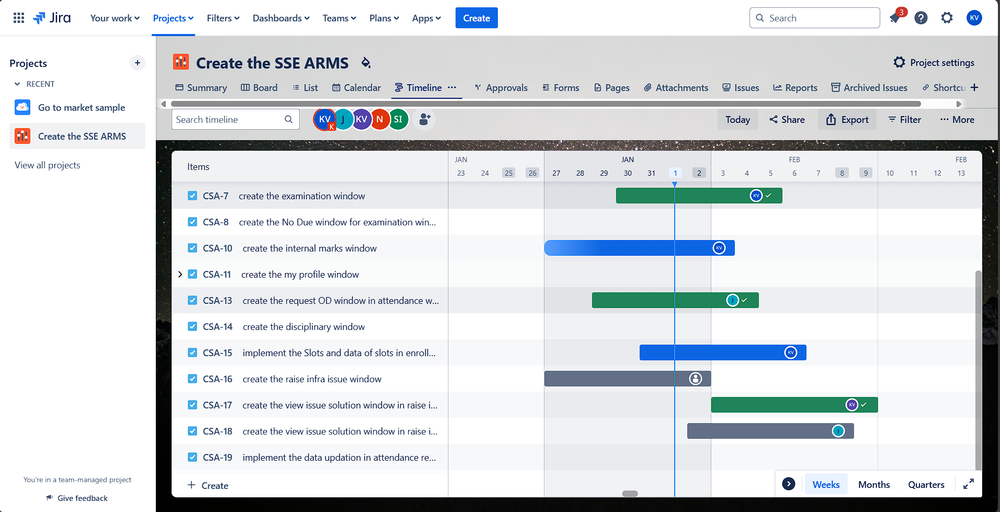 Jira Your work Projects Filters Dashboards Teams Plans Apps Create Search 3 KV
Projects
RECENT
Go to market sample
Create the SSE ARMS
View all projects
You're in a team-managed project
Give feedback
Create the SSE ARMS Project settings
Summary Board List Calendar Timeline Approvals Forms Pages Attachments Issues Reports Archived Issues Shortcu
Search timeline KV K J KV N SI Today Share Export Filter More
Items
JAN JAN FEB FEB
23 24 25 26 27 28 29 30 31 1 2 3 4 5 6 7 8 9 10 11 12 13
CSA-7 create the examination window KV
CSA-8 create the No Due window for examination win...
CSA-10 create the internal marks window KV
CSA-11 create the my profile window
CSA-13 create the request OD window in attendance w... J
CSA-14 create the disciplinary window
CSA-15 implement the Slots and data of slots in enroll... KV
CSA-16 create the raise infra issue window
CSA-17 create the view issue solution window in raise i... KV
CSA-18 create the view issue solution window in raise i... J
CSA-19 implement the data updation in attendance re...
Create
Weeks Months Quarters